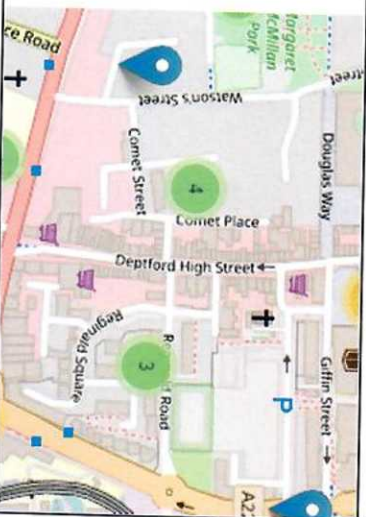 ce Road
Margaret
McMillan
Park
Watson's Street
Comet Street
Douglas Way
4
Comet Place
Deptford High Street
Reginald Square
3
Road
Giffin Street
P
A2